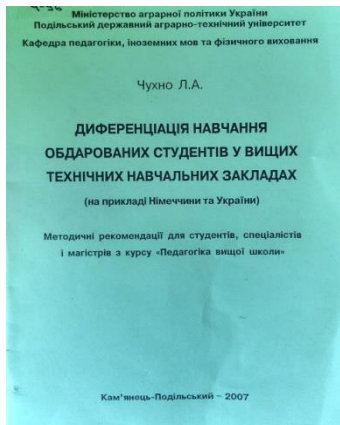 Міністерство аграрної політики України
Подільський державний аграрно-технічний університет
Кафедра педагогіки, іноземних мов та фізичного виховання
Чухно Л.А.
ДИФЕРЕНЦІАЦІЯ НАВЧАННЯ
ОБДАРОВАНИХ СТУДЕНТІВ У ВИЩИХ
ТЕХНІЧНИХ НАВЧАЛЬНИХ ЗАКЛАДАХ
(на прикладі Німеччини та України)
Методичні рекомендації для студентів, спеціалістів
і магістрів з курсу «Педагогіка вищої школи»
Кам'янець-Подільський – 2007